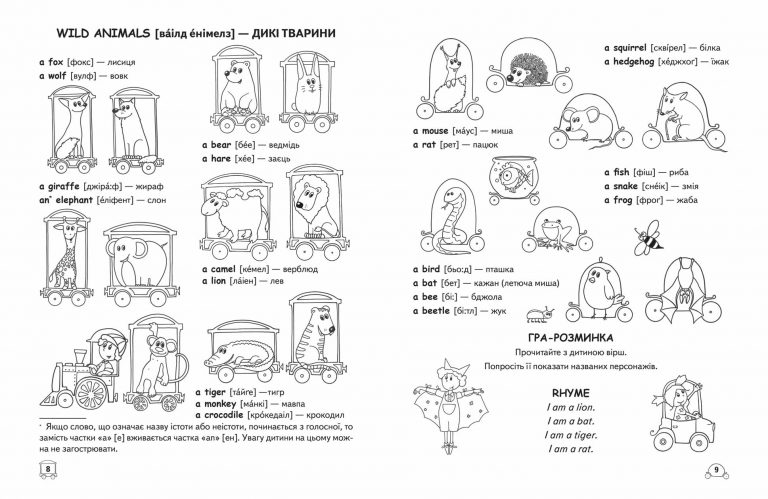 WILD ANIMALS [ва́ілд е́німелз] — ДИКІ ТВАРИНИ
a fox [фокс] — лисиця
a wolf [вулф] — вовк
a bear [бе́е] — ведмідь
a hare [хе́е] — заєць
a giraffe [джіра́:ф] — жираф
an* elephant [е́ліфент] — слон
a camel [ке́мел] — верблюд
a lion [ла́іен] — лев
a tiger [та́йге] —тигр
a monkey [ма́нкі] — мавпа
a crocodile [кро́кедаіл] — крокодил
* Якщо слово, що означає назву істоти або неістоти, починається з голосної, то
замість частки «a» [е] вживається частка «an» [ен]. Увагу дитини на цьому мож-
на не загострювати.
8
a squirrel [скві́рел] — білка
a hedgehog [хе́джхог] — їжак
a mouse [ма́ус] — миша
a rat [рет] — пацюк
a fish [фіш] — риба
a snake [сне́ік] — змія
a frog [фрог] — жаба
a bird [бьо:д] — пташка
a bat [бет] — кажан (летюча миша)
a bee [бі:] — бджола
a beetle [бі:тл] — жук
ГРА-РОЗМИНКА
Прочитайте з дитиною вірш.
Попросіть її показати названих персонажів.
RHYME
I am a lion.
I am a bat.
I am a tiger.
I am a rat.
9